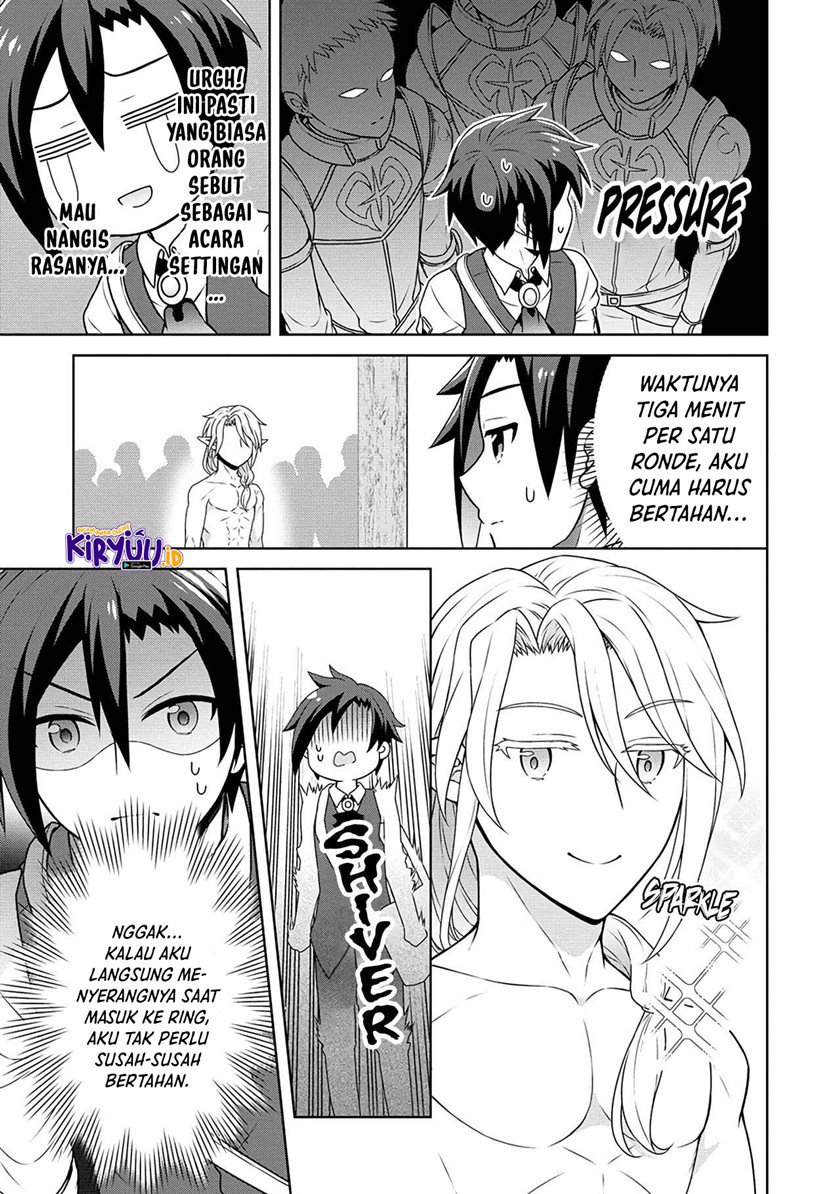 PRESSURE
URGH!
INI PASTI
YANG BIASA
ORANG
SEBUT
SEBAGAI
ACARA
SETTINGAN
...
MAU
NANGIS
RASANYA...
WAKTUNYA
TIGA MENIT
PER SATU
RONDE, AKU
CUMA HARUS
BERTAHAN...
KIRYUU.ID
SPARKLE
SHIVER
NGGAK...
KALAU AKU
LANGSUNG ME-
NYERANGNYA SAAT
MASUK KE RING,
AKU TAK PERLU
SUSAH-SUSAH
BERTAHAN.